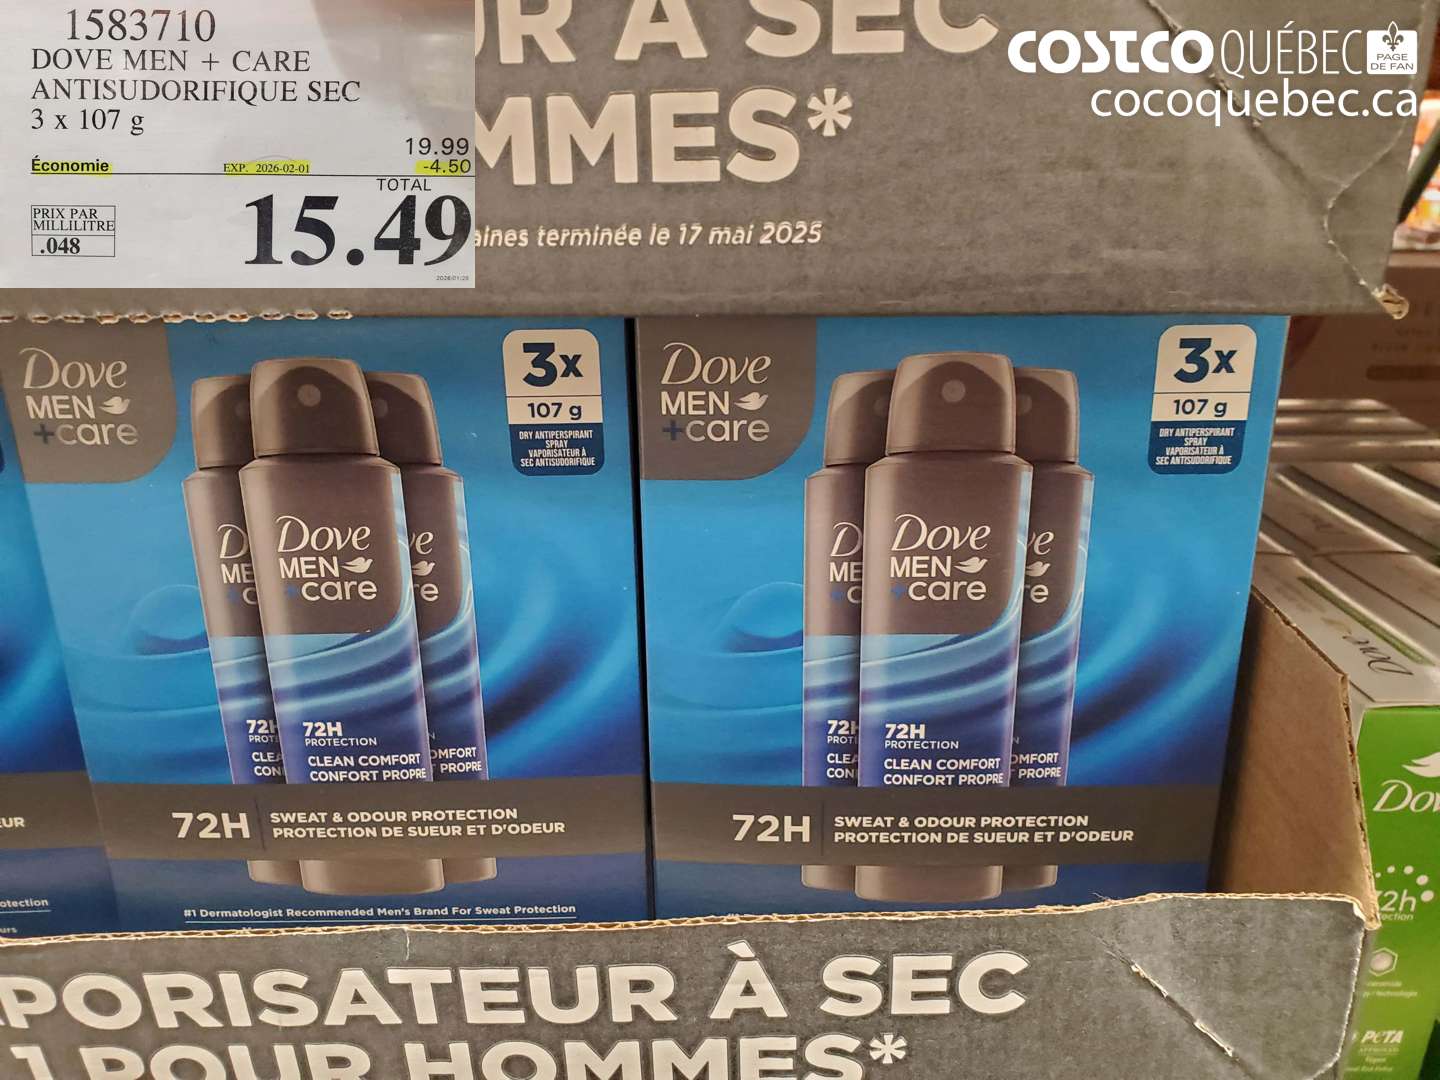 1583710
DOVE MEN + CARE
ANTISUDORIFIQUE SEC
3 x 107 g
19.99
Économie EXP. 2026-02-01 -4.50
TOTAL
15.49
PRIX PAR
MILLILITRE
.048
UR À SEC
MMES*
aines terminée le 17 mai 2025
COSTCO QUÉBEC PAGE
DE FAN
cocoquebec.ca
Dove
MEN
+care
3x
107 g
DRY ANTIPERSPIRANT
SPRAY
VAPORISATEUR À
SEC ANTISUDORIFIQUE
Dove
MEN
+care
72H
PROTECTION
CLEAN COMFORT
CONFORT PROPRE
72H SWEAT & ODOUR PROTECTION
PROTECTION DE SUEUR ET D'ODEUR
#1 Dermatologist Recommended Men's Brand For Sweat Protection
Dove
MEN
+care
3x
107 g
DRY ANTIPERSPIRANT
SPRAY
VAPORISATEUR À
SEC ANTISUDORIFIQUE
Dove
MEN
+care
72H
PROTECTION
CLEAN COMFORT
CONFORT PROPRE
72H SWEAT & ODOUR PROTECTION
PROTECTION DE SUEUR ET D'ODEUR
Dov
72h
PETA
PORISATEUR À SEC
1 POUR HOMMES*